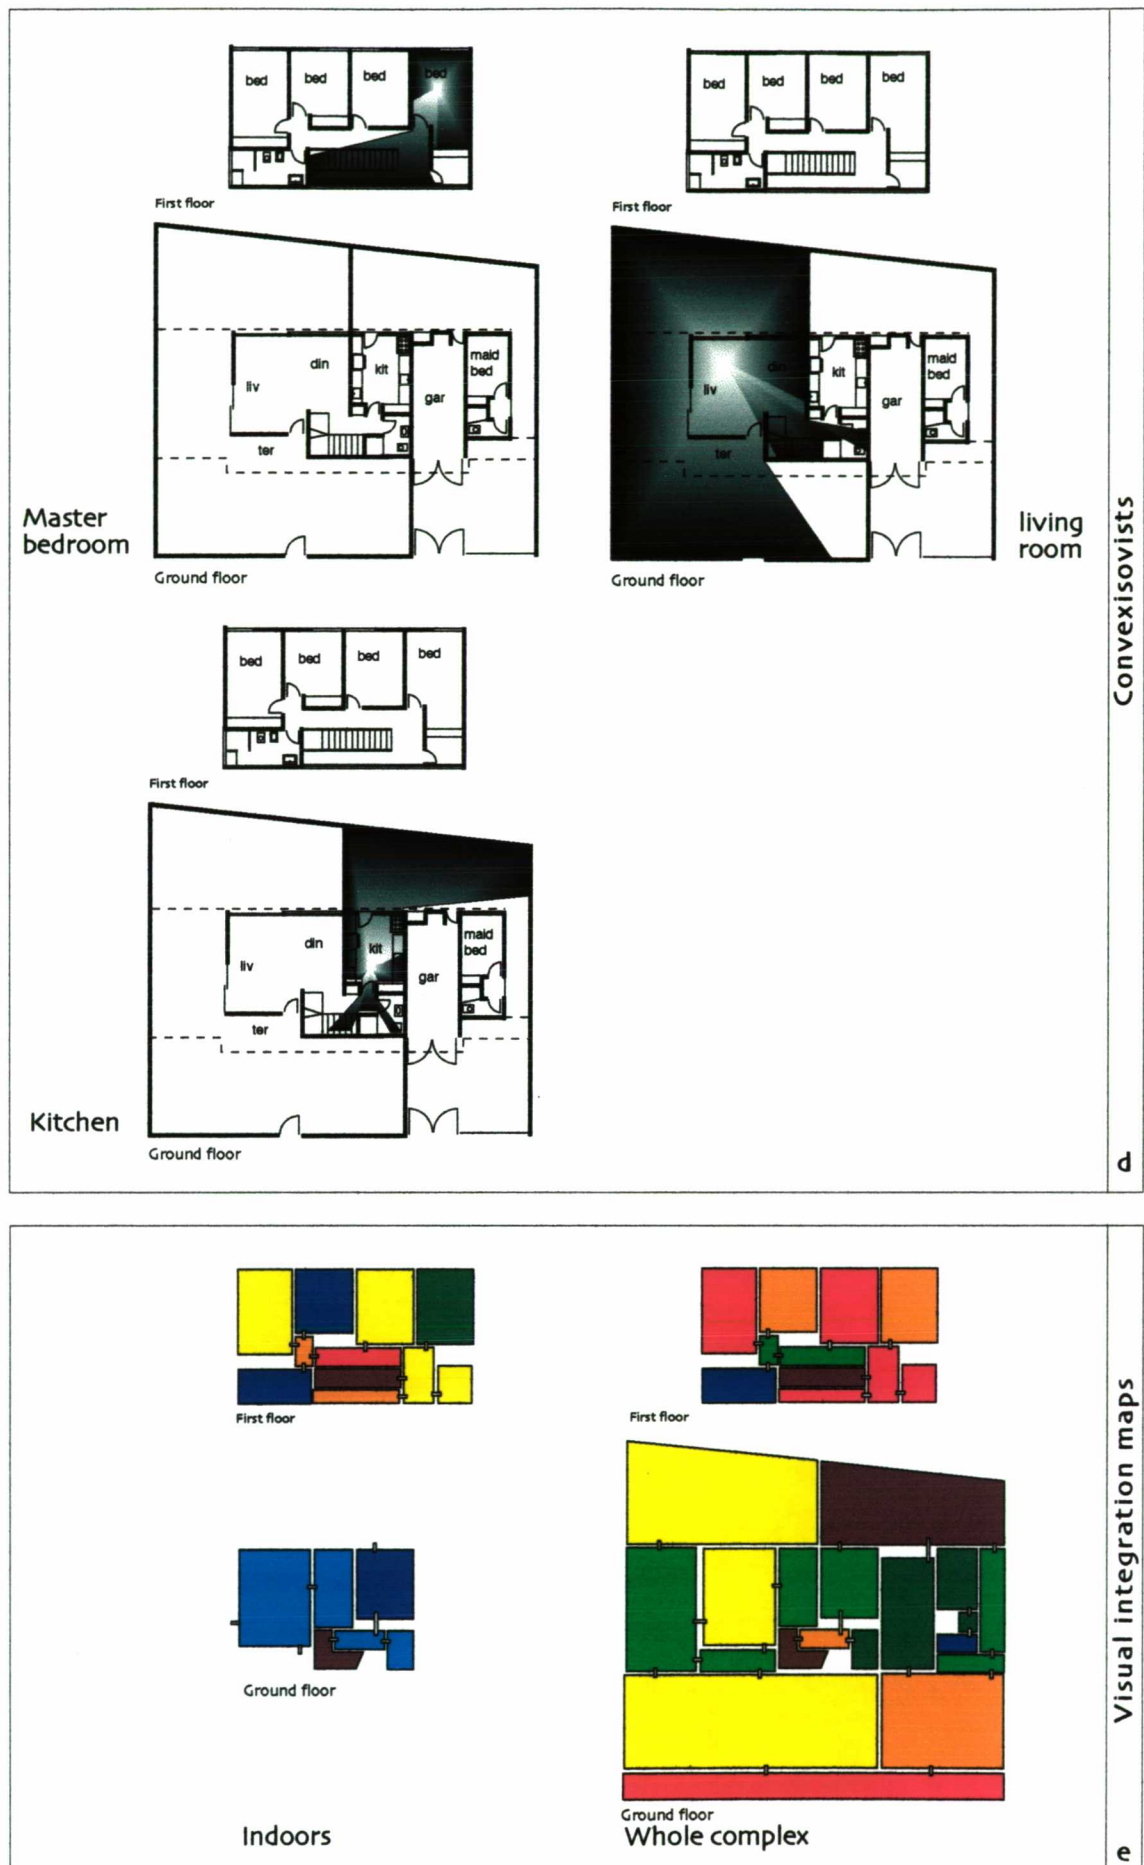 bed
bed
bed
bed
First floor
liv
din
kit
gar
maid
bed
ter
Master
bedroom
Ground floor
bed
bed
bed
bed
First floor
liv
din
kit
gar
maid
bed
ter
living
room
Ground floor
bed
bed
bed
bed
First floor
liv
din
kit
gar
maid
bed
ter
Kitchen
Ground floor
Convexisovists
d
First floor
Ground floor
Indoors
First floor
Ground floor
Whole complex
Visual integration maps
e